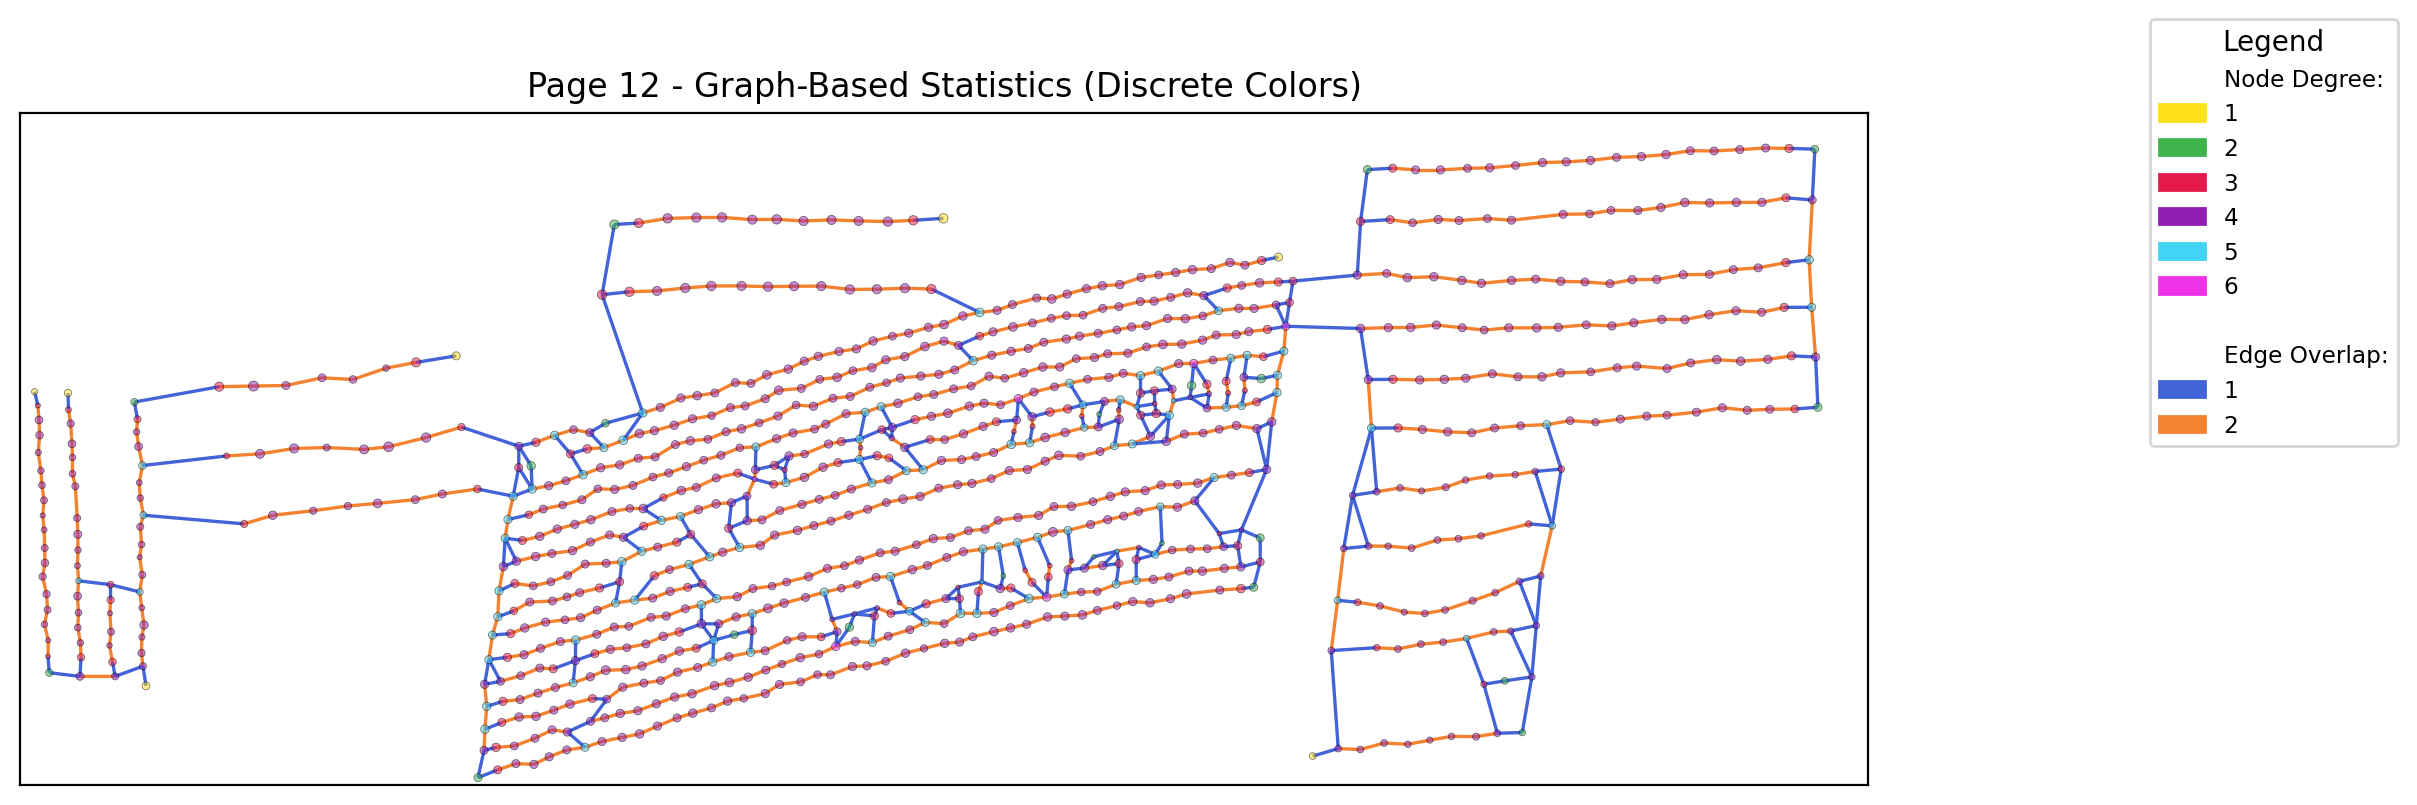 Page 12 - Graph-Based Statistics (Discrete Colors)
Legend
Node Degree:
1
2
3
4
5
6
Edge Overlap:
1
2